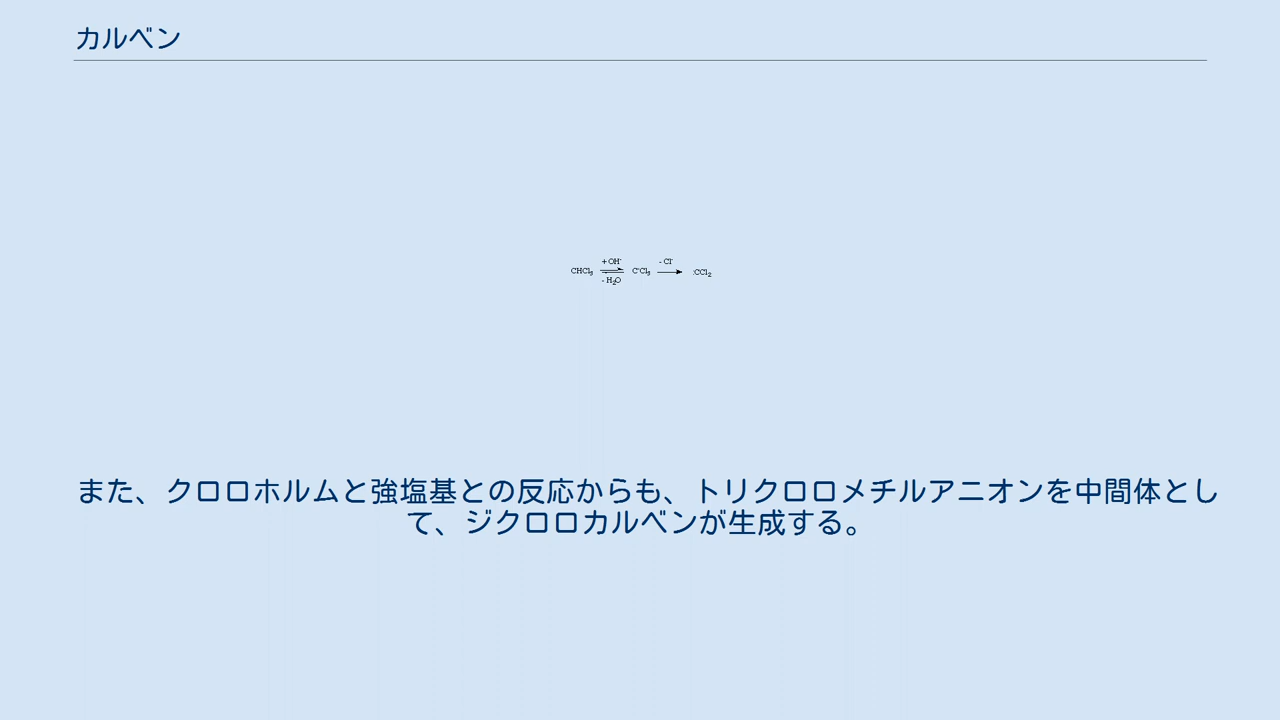 カルベン
+ OH⁻ - Cl⁻
CHCl₃ C⁻Cl₃ :CCl₂
- H₂O
また、クロロホルムと強塩基との反応からも、トリクロロメチルアニオンを中間体とし
て、ジクロロカルベンが生成する。